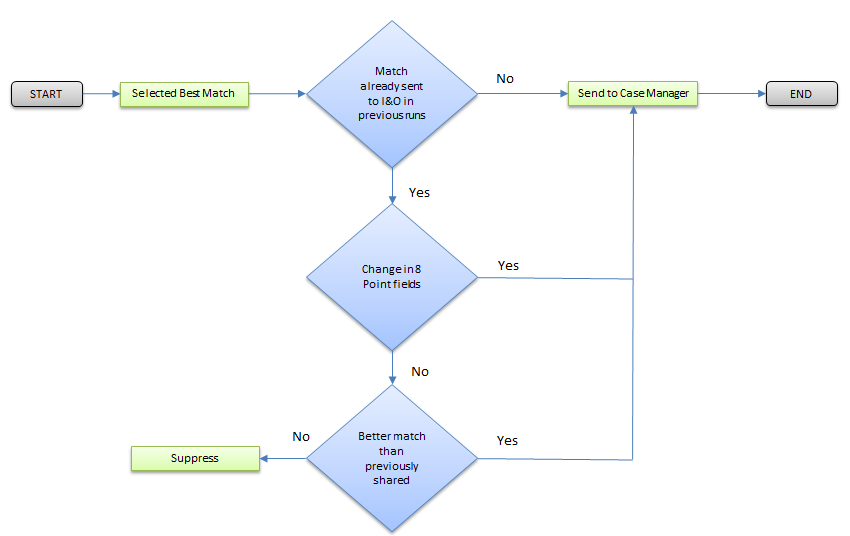 START
Selected Best Match
Match
already sent
to I&O in
previous runs
No
Send to Case Manager
END
Yes
Change in 8
Point fields
Yes
No
Better match
than
previously
shared
No
Yes
Suppress